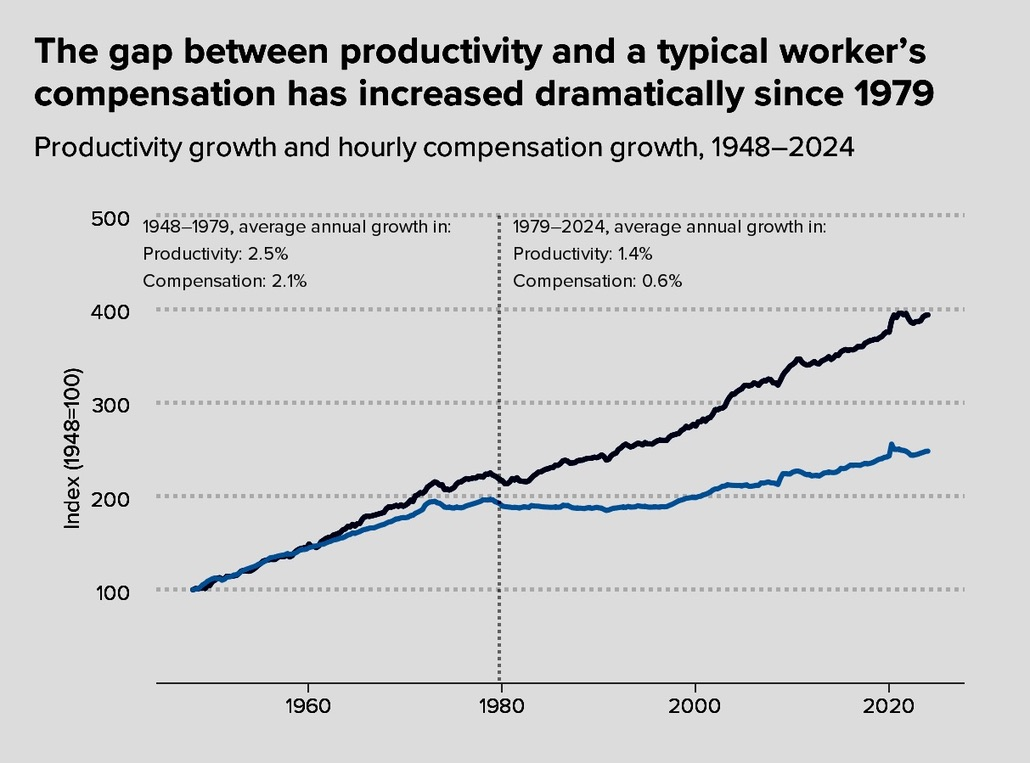 The gap between productivity and a typical worker’s
compensation has increased dramatically since 1979
Productivity growth and hourly compensation growth, 1948–2024
500
1948–1979, average annual growth in:
Productivity: 2.5%
Compensation: 2.1%
1979–2024, average annual growth in:
Productivity: 1.4%
Compensation: 0.6%
400
300
200
100
Index (1948=100)
1960
1980
2000
2020